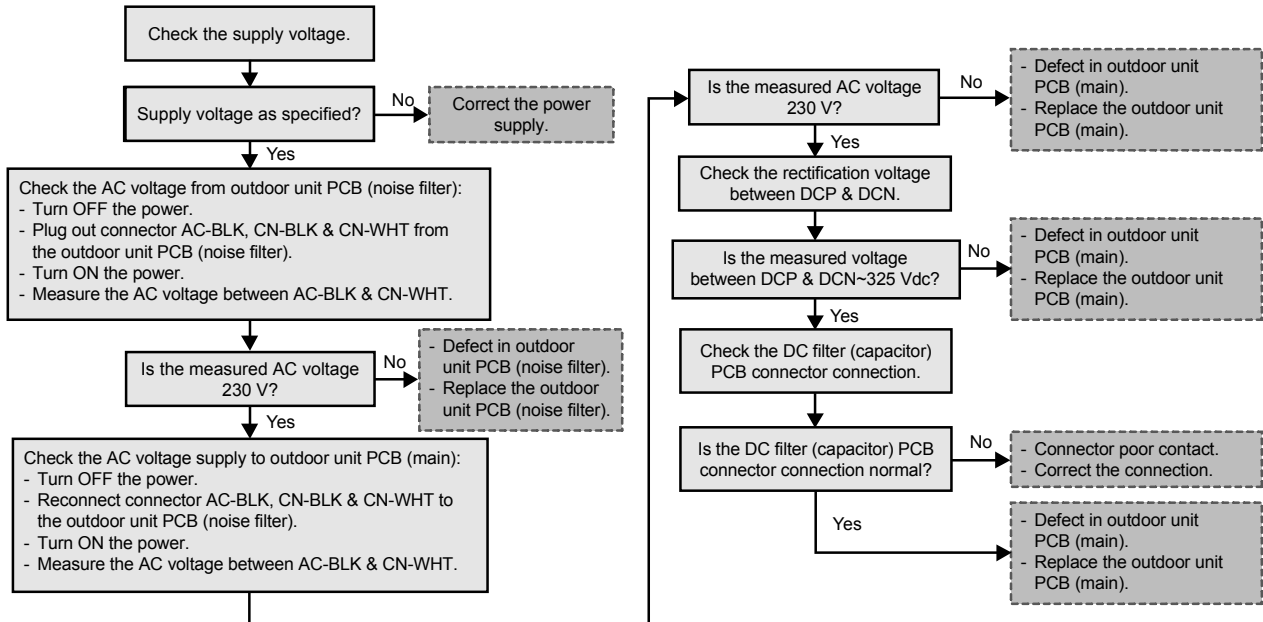 Check the supply voltage.
Supply voltage as specified?
No
Correct the power
supply.
Yes
Check the AC voltage from outdoor unit PCB (noise filter):
- Turn OFF the power.
- Plug out connector AC-BLK, CN-BLK & CN-WHT from
the outdoor unit PCB (noise filter).
- Turn ON the power.
- Measure the AC voltage between AC-BLK & CN-WHT.
Is the measured AC voltage
230 V?
No
- Defect in outdoor
unit PCB (noise filter).
- Replace the outdoor
unit PCB (noise filter).
Yes
Check the AC voltage supply to outdoor unit PCB (main):
- Turn OFF the power.
- Reconnect connector AC-BLK, CN-BLK & CN-WHT to
the outdoor unit PCB (noise filter).
- Turn ON the power.
- Measure the AC voltage between AC-BLK & CN-WHT.
Is the measured AC voltage
230 V?
No
- Defect in outdoor unit
PCB (main).
- Replace the outdoor unit
PCB (main).
Yes
Check the rectification voltage
between DCP & DCN.
Is the measured voltage
between DCP & DCN~325 Vdc?
No
- Defect in outdoor unit
PCB (main).
- Replace the outdoor unit
PCB (main).
Yes
Check the DC filter (capacitor)
PCB connector connection.
Is the DC filter (capacitor) PCB
connector connection normal?
No
- Connector poor contact.
- Correct the connection.
Yes
- Defect in outdoor unit
PCB (main).
- Replace the outdoor unit
PCB (main).